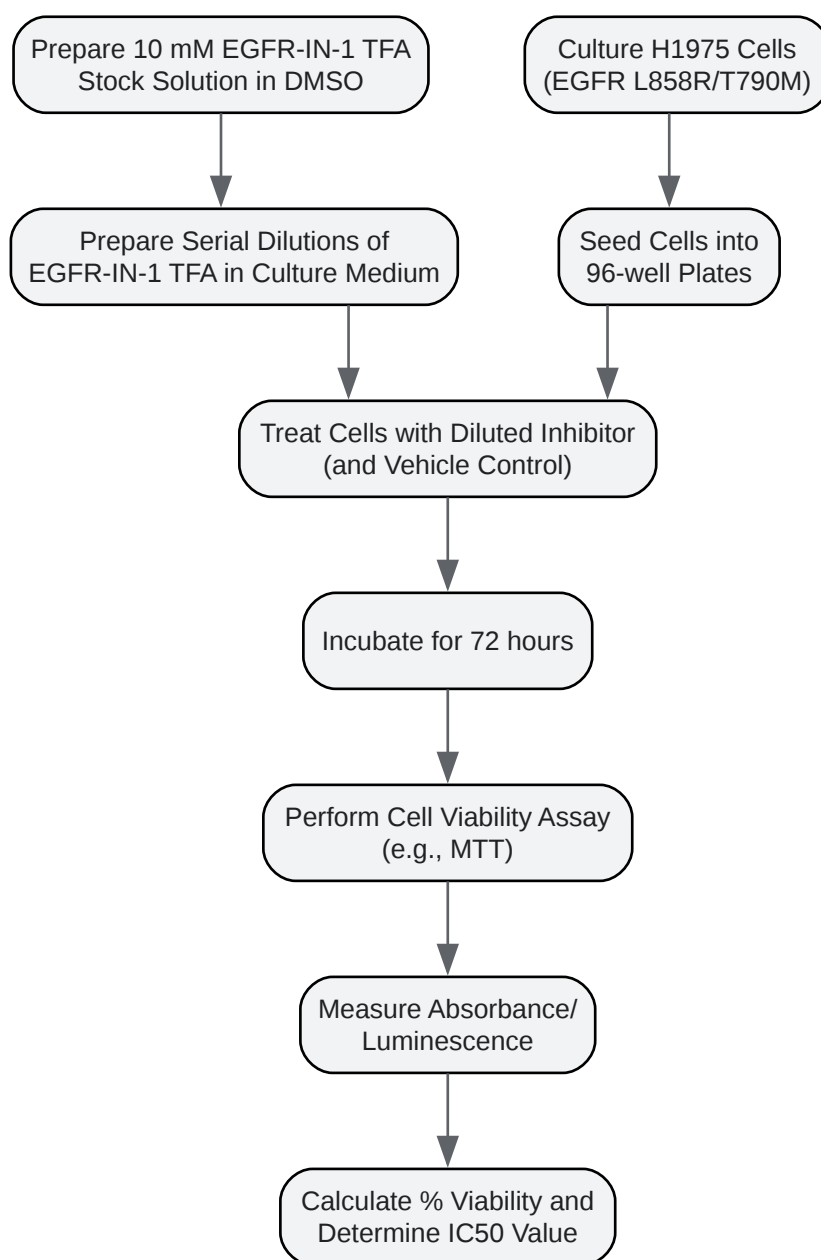 Prepare 10 mM EGFR-IN-1 TFA
Stock Solution in DMSO
Culture H1975 Cells
(EGFR L858R/T790M)
Prepare Serial Dilutions of
EGFR-IN-1 TFA in Culture Medium
Seed Cells into
96-well Plates
Treat Cells with Diluted Inhibitor
(and Vehicle Control)
Incubate for 72 hours
Perform Cell Viability Assay
(e.g., MTT)
Measure Absorbance/
Luminescence
Calculate % Viability and
Determine IC50 Value